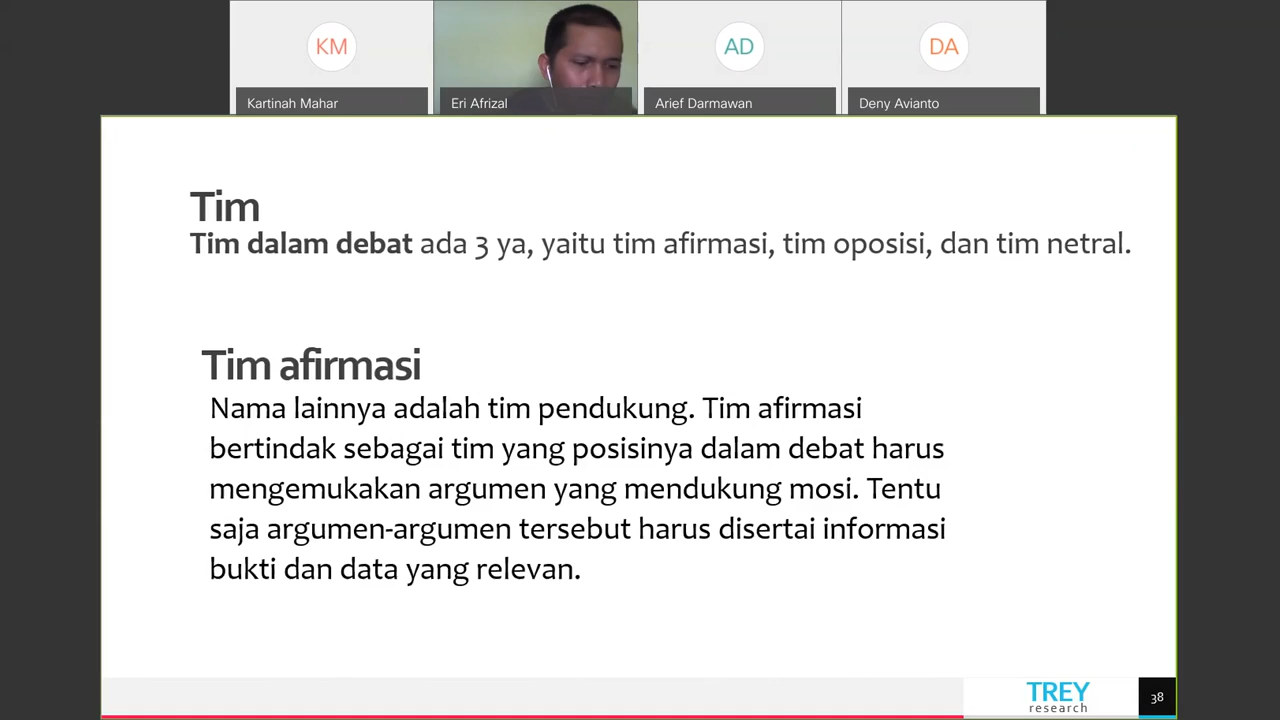 KM
AD
DA
Kartinah Mahar
Eri Afrizal
Arief Darmawan
Deny Avianto
Tim
Tim dalam debat ada 3 ya, yaitu tim afirmasi, tim oposisi, dan tim netral.
Tim afirmasi
Nama lainnya adalah tim pendukung. Tim afirmasi
bertindak sebagai tim yang posisinya dalam debat harus
mengemukakan argumen yang mendukung mosi. Tentu
saja argumen-argumen tersebut harus disertai informasi
bukti dan data yang relevan.
TREY
research
38